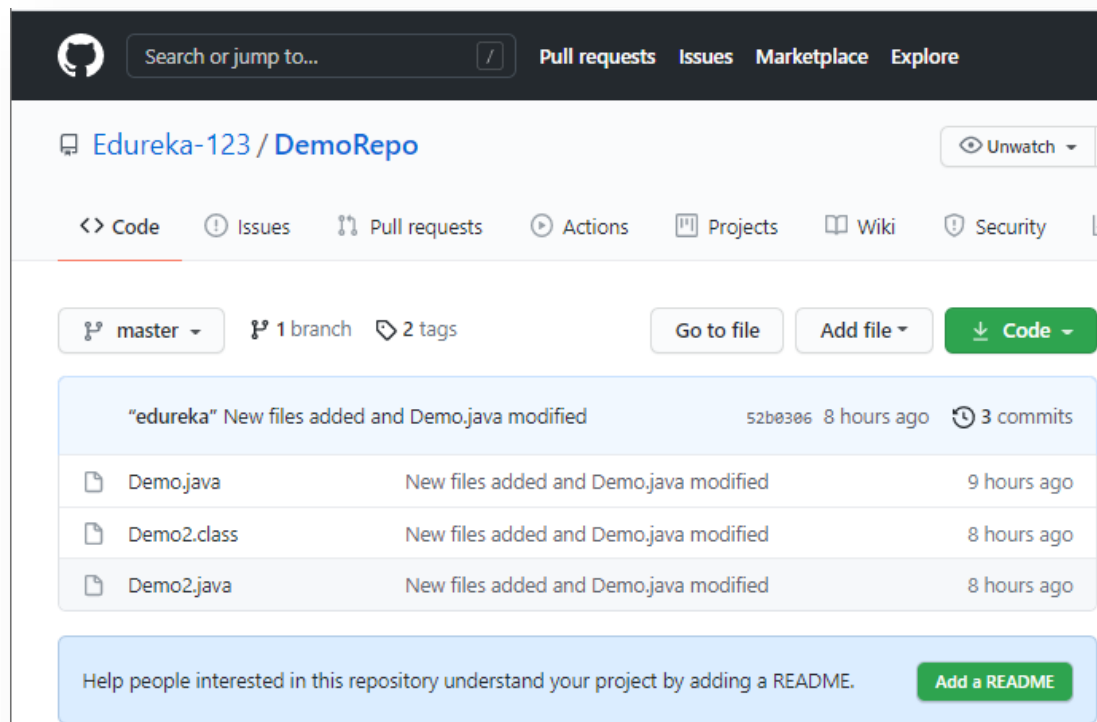 Search or jump to... / Pull requests Issues Marketplace Explore
Edureka-123 / DemoRepo Unwatch
<> Code Issues Pull requests Actions Projects Wiki Security
master 1 branch 2 tags Go to file Add file Code
“edureka” New files added and Demo.java modified 52b0306 8 hours ago 3 commits
Demo.java New files added and Demo.java modified 9 hours ago
Demo2.class New files added and Demo.java modified 8 hours ago
Demo2.java New files added and Demo.java modified 8 hours ago
Help people interested in this repository understand your project by adding a README. Add a README